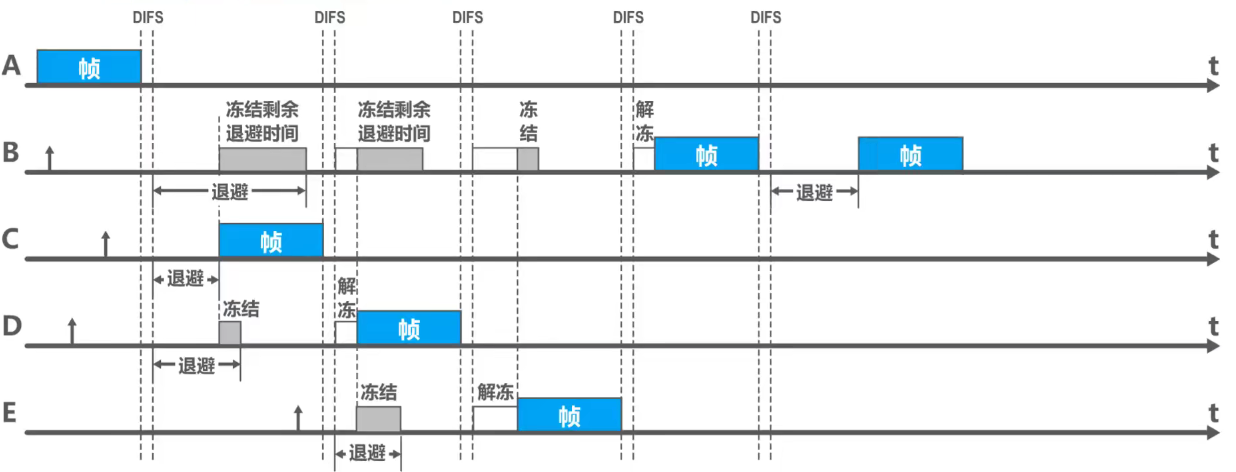 DIFS DIFS DIFS DIFS DIFS
A 帧 t
冻结剩余 冻结剩余 冻 解
退避时间 退避时间 结 冻
B 帧 帧 t
退避 退避
C 帧 t
退避 解
冻结 冻
D 帧 t
退避
冻结 解冻
E 帧 t
退避